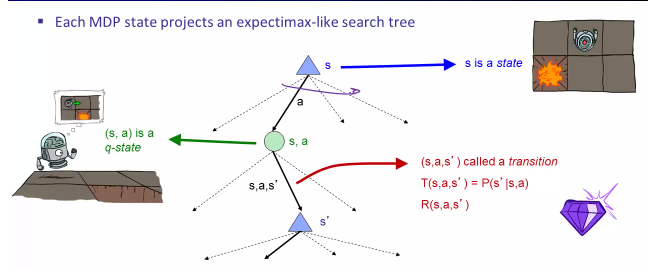 Each MDP state projects an expectimax-like search tree
s
s is a state
a
(s, a) is a
q-state
s, a
(s,a,s') called a transition
T(s,a,s') = P(s'|s,a)
R(s,a,s')
s,a,s'
s'